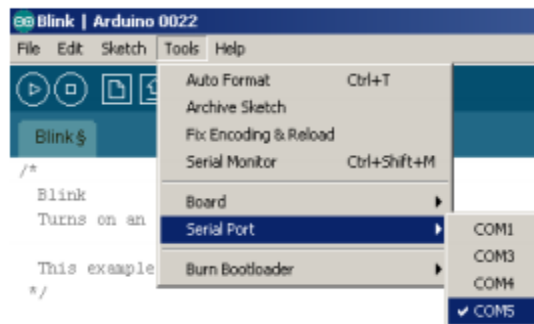 Blink | Arduino 0022
File Edit Sketch Tools Help
Auto Format Ctrl+T
Archive Sketch
Fix Encoding & Reload
Serial Monitor Ctrl+Shift+M
Board
Serial Port
Burn Bootloader
COM1
COM3
COM4
COM5
Blink§
/*
Blink
Turns on an
This example
*/